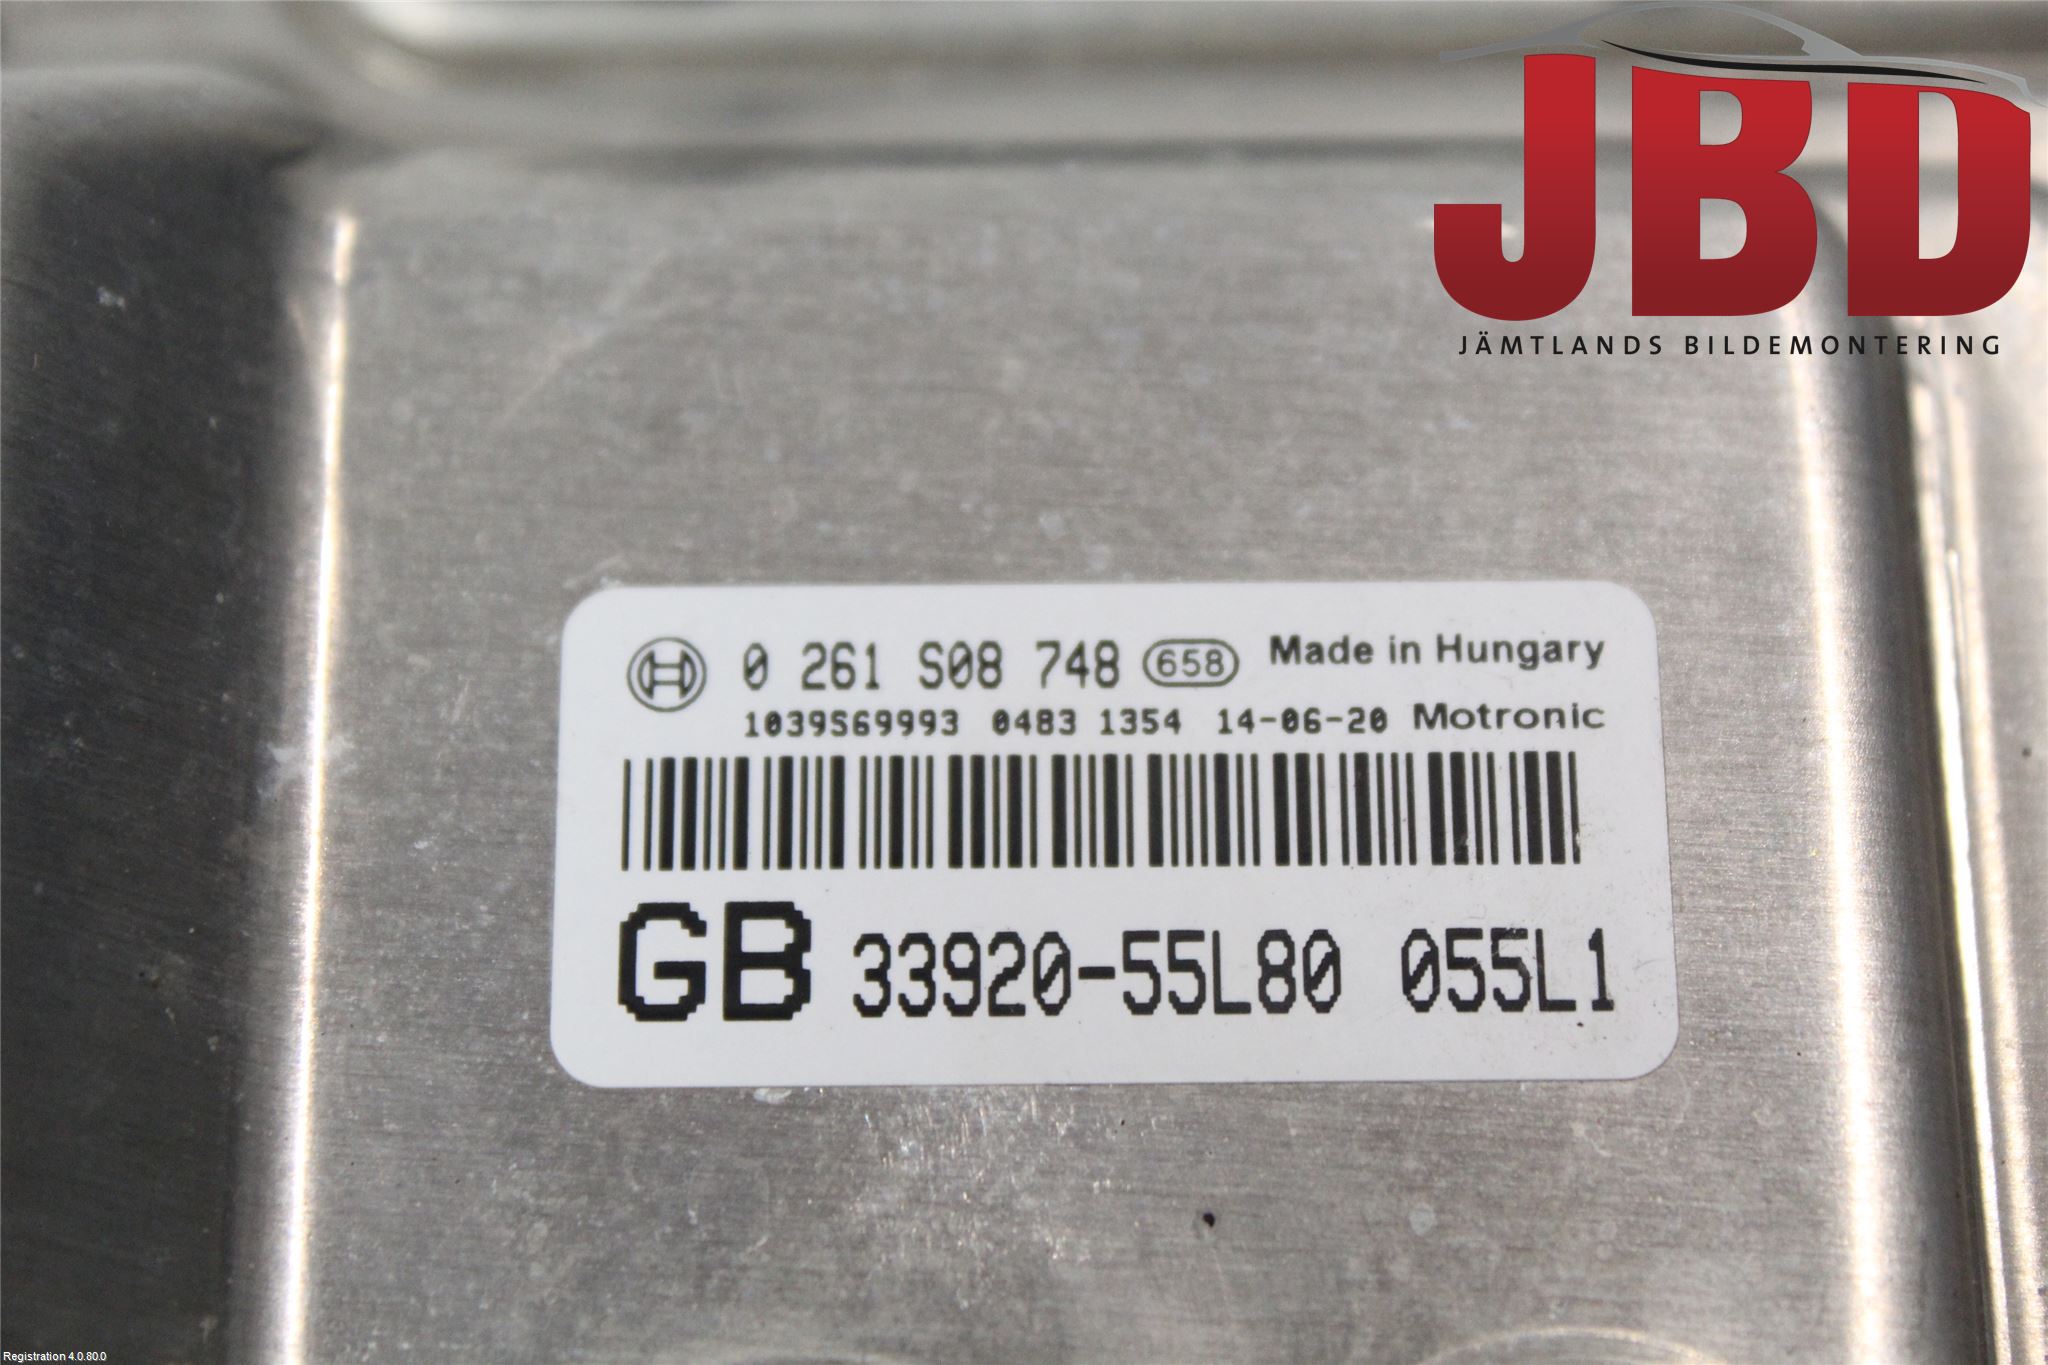 JBD
JÄMTLANDS BILDEMONTERING
0 261 S08 748 658 Made in Hungary
1039S69993 0483 1354 14-06-20 Motronic
GB 33920-55L80 055L1
Registration 4.0.80.0